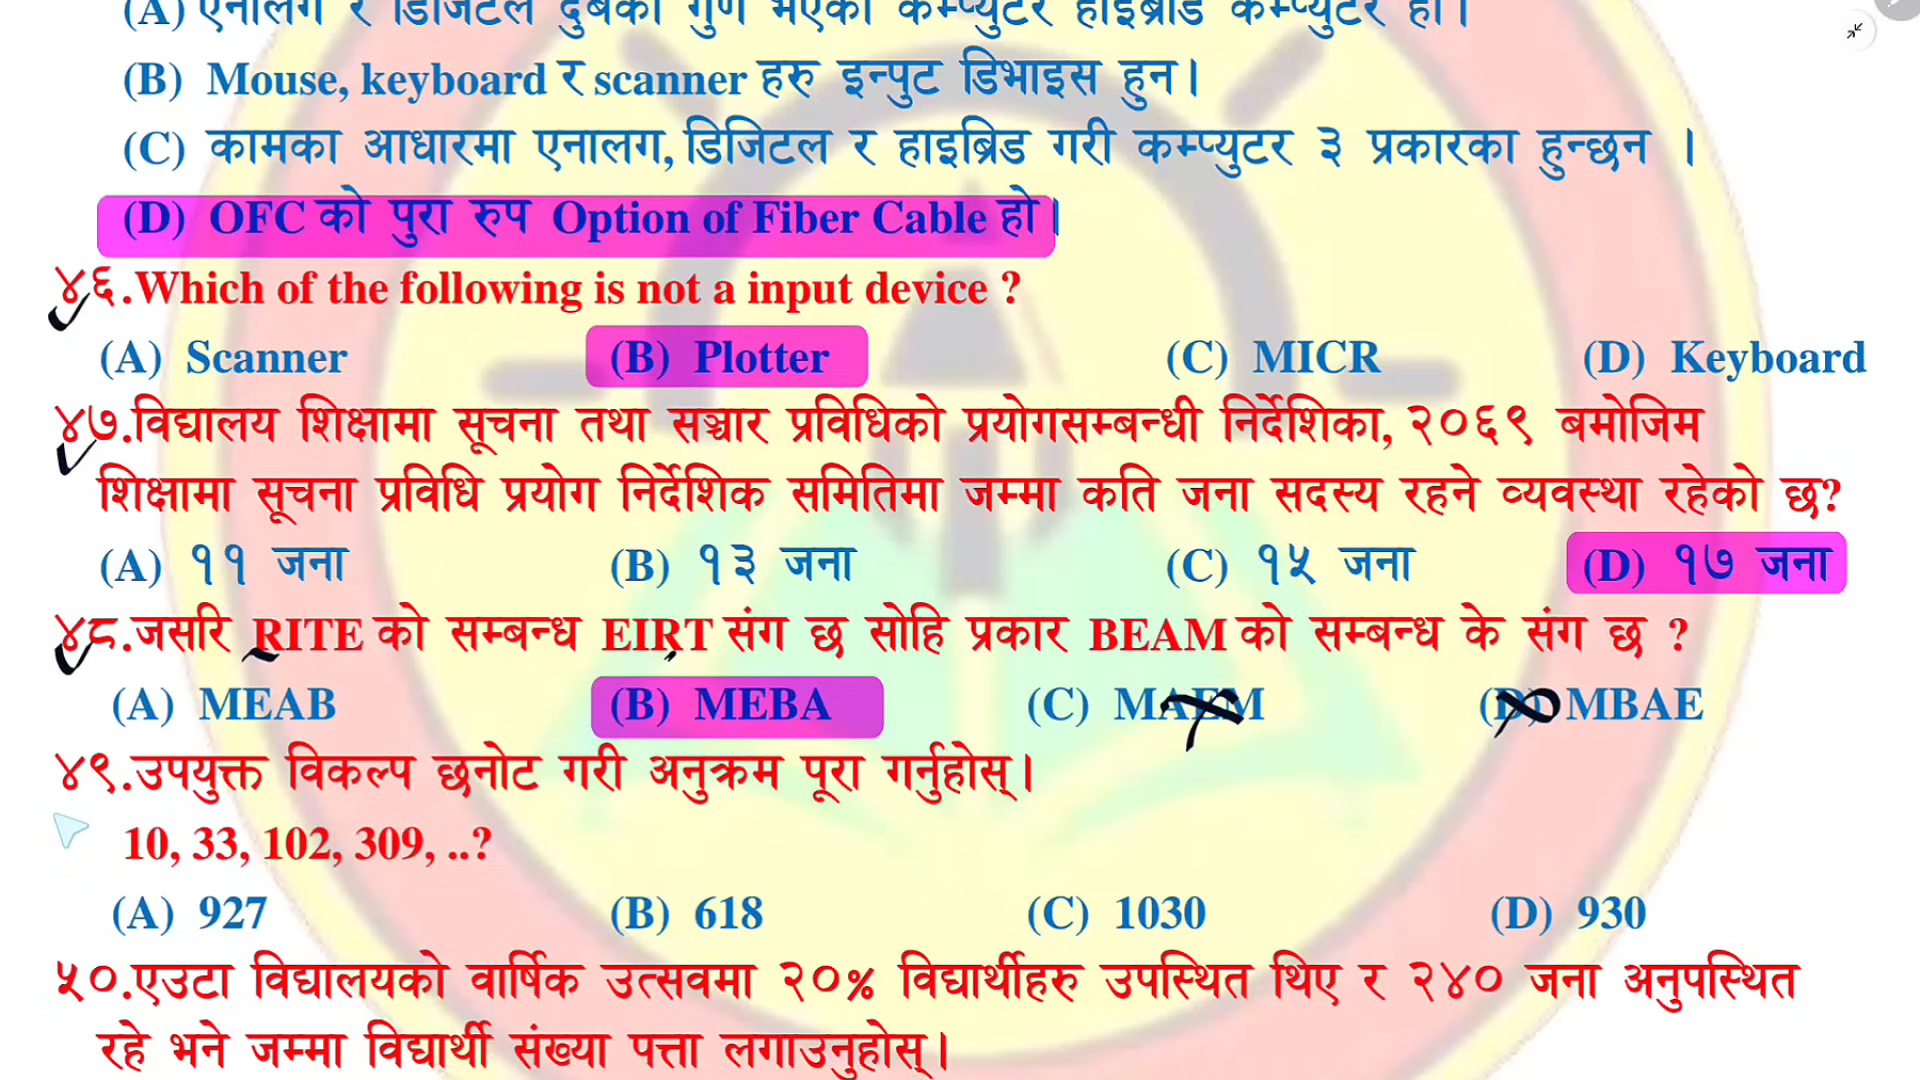 (A) एनालग र डिजिटल दुबैको गुण भएको कम्प्युटर हाइब्रिड कम्प्युटर हो।
(B) Mouse, keyboard र scanner हरु इन्पुट डिभाइस हुन।
(C) कामका आधारमा एनालग, डिजिटल र हाइब्रिड गरी कम्प्युटर ३ प्रकारका हुन्छन ।
(D) OFC को पुरा रुप Option of Fiber Cable हो।
४६.Which of the following is not a input device ?
(A) Scanner (B) Plotter (C) MICR (D) Keyboard
४७.विद्यालय शिक्षामा सूचना तथा सञ्चार प्रविधिको प्रयोगसम्बन्धी निर्देशिका, २०६९ बमोजिम
शिक्षामा सूचना प्रविधि प्रयोग निर्देशिक समितिमा जम्मा कति जना सदस्य रहने व्यवस्था रहेको छ?
(A) ११ जना (B) १३ जना (C) १५ जना (D) १७ जना
४८.जसरि RITE को सम्बन्ध EIRT संग छ सोहि प्रकार BEAM को सम्बन्ध के संग छ ?
(A) MEAB (B) MEBA (C) MAEM (D) MBAE
४९.उपयुक्त विकल्प छनोट गरी अनुक्रम पूरा गर्नुहोस्।
10, 33, 102, 309, ..?
(A) 927 (B) 618 (C) 1030 (D) 930
५०.एउटा विद्यालयको वार्षिक उत्सवमा २०% विद्यार्थीहरु उपस्थित थिए र २४० जना अनुपस्थित
रहे भने जम्मा विद्यार्थी संख्या पत्ता लगाउनुहोस्।